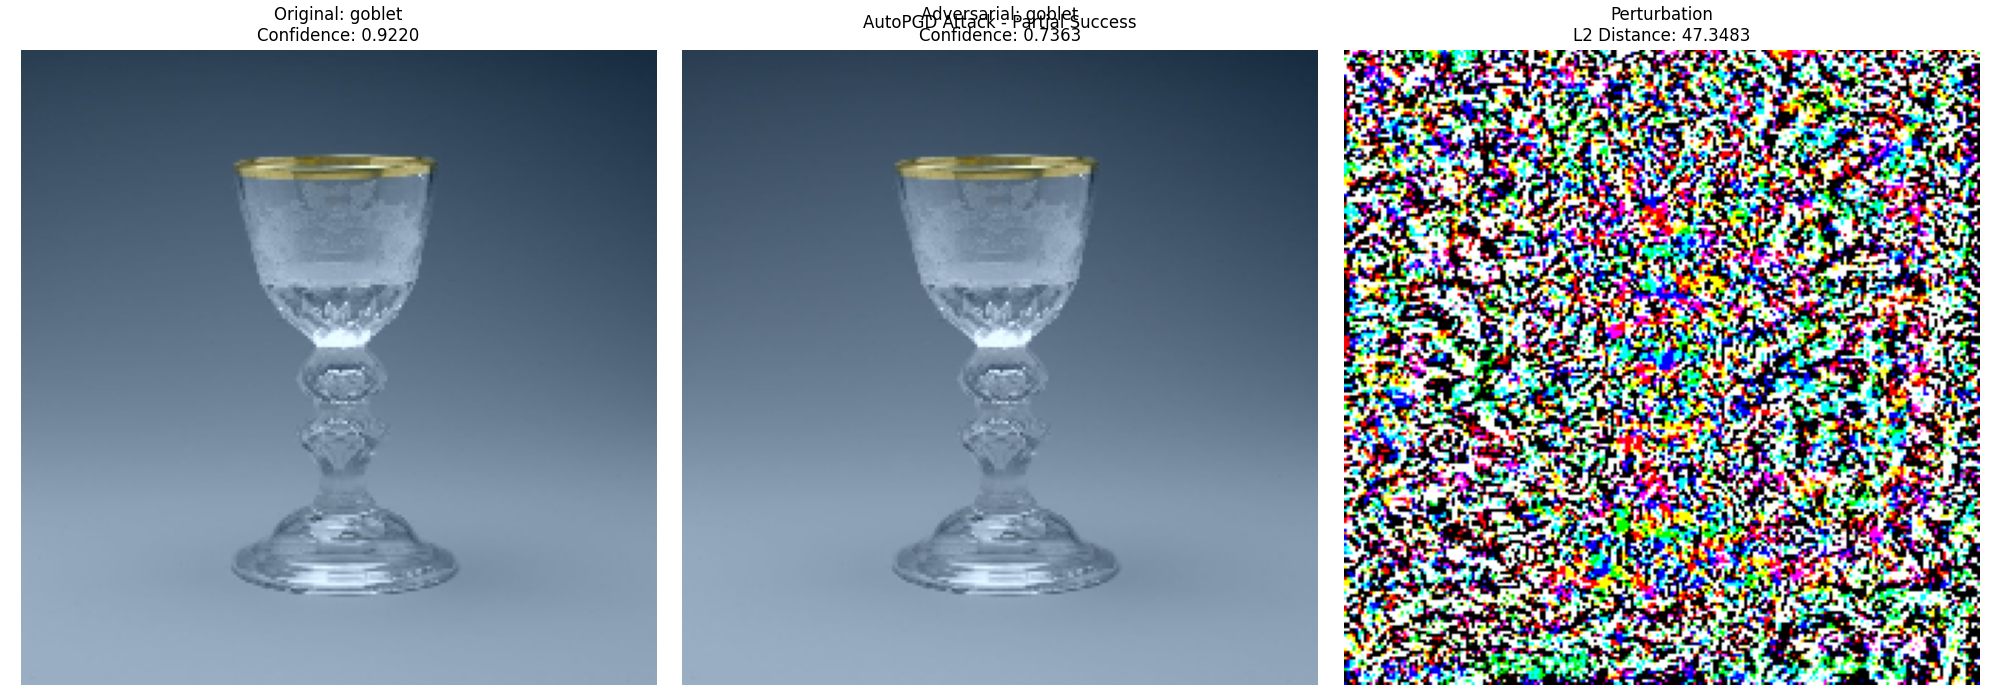 Original: goblet
Confidence: 0.9220
AutoPGD Attack - Partial Success
Adversarial: goblet
Confidence: 0.7363
Perturbation
L2 Distance: 47.3483